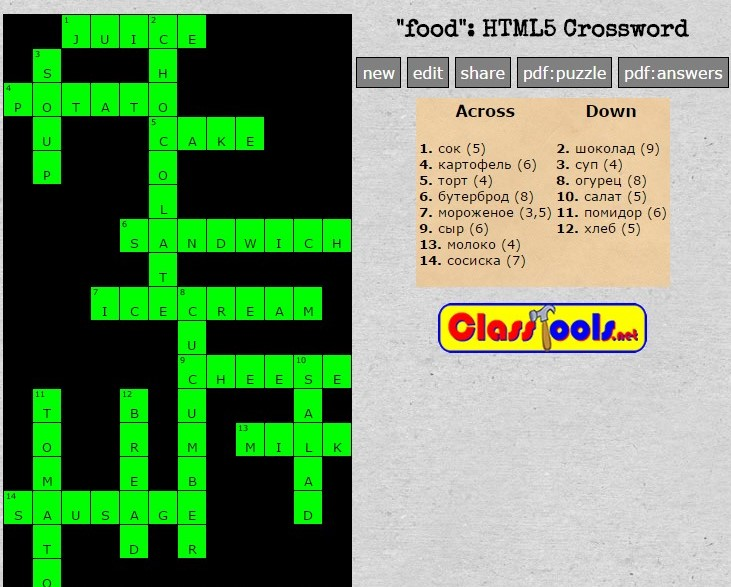 1 J U I 2 C E
3 S H
4 P O T A T O
U 5 C A K E
P O
L
6 S A N D W I C H
T
7 I C E 8 C R E A M
U
9 C H E E 10 S E
11 T 12 B U A
O R M 13 M I L K
M E B A
14 S A U S A G E D
T D R
O
"food": HTML5 Crossword
new edit share pdf:puzzle pdf:answers
Across
1. сок (5)
4. картофель (6)
5. торт (4)
6. бутерброд (8)
7. мороженое (3,5)
9. сыр (6)
13. молоко (4)
14. сосиска (7)
Down
2. шоколад (9)
3. суп (4)
8. огурец (8)
10. салат (5)
11. помидор (6)
12. хлеб (5)
ClassTools.net